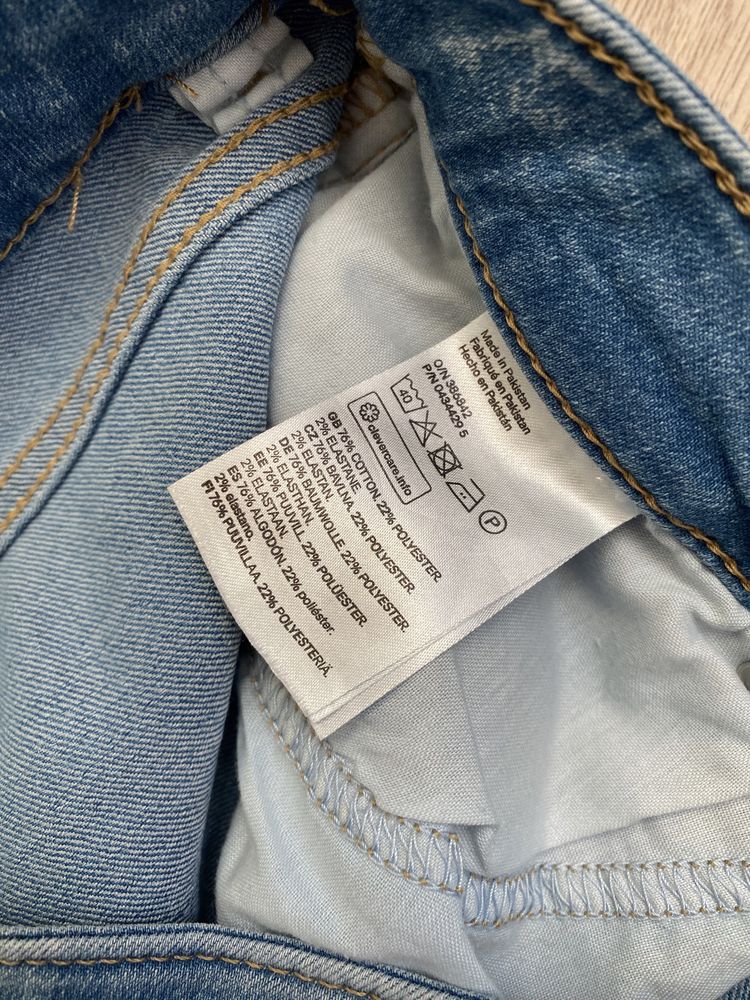 Made in Pakistan
Fabriqué en Pakistan
Hecho en Pakistán
O/N 386842
P/N 0434429 5
40
P
clevercare.info
GB 76% COTTON. 22% POLYESTER.
2% ELASTANE.
CZ 76% BAVLNA. 22% POLYESTER.
2% ELASTAN.
DE 76% BAUMWOLLE. 22% POLYESTER.
2% ELASTHAN.
EE 76% PUUVILL. 22% POLÜESTER.
2% ELASTAAN.
ES 76% ALGODÓN. 22% poliéster.
2% elastano.
FI 76% PUUVILLAA. 22% POLYESTERIÄ.